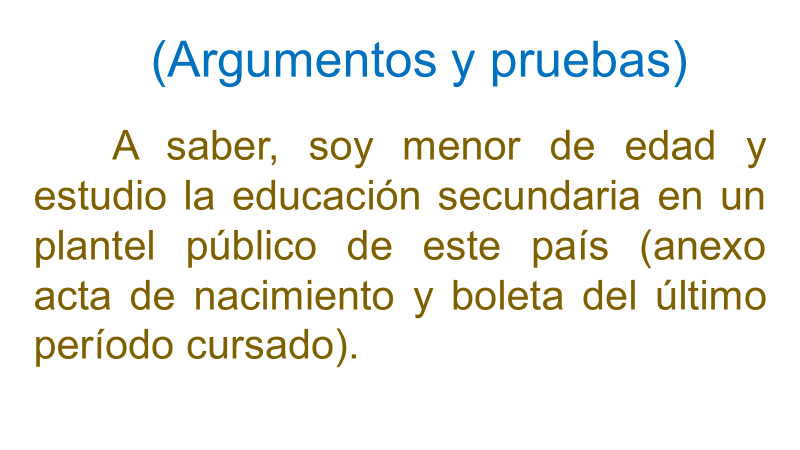 (Argumentos y pruebas)
A saber, soy menor de edad y
estudio la educación secundaria en un
plantel público de este país (anexo
acta de nacimiento y boleta del último
período cursado).